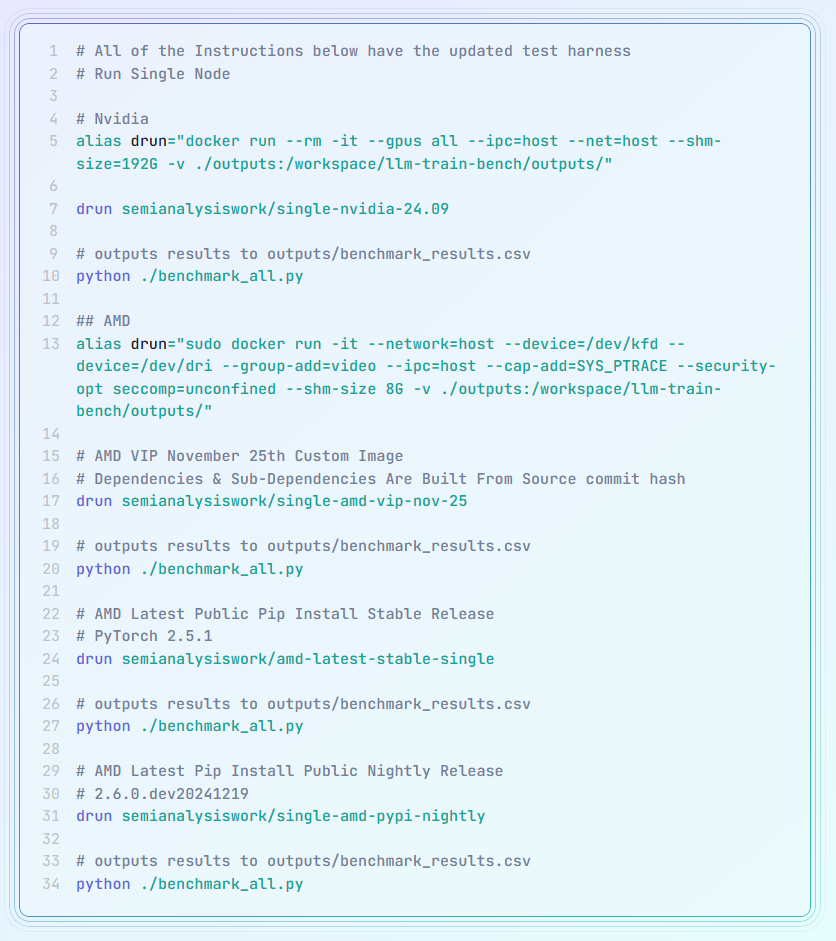 1 # All of the Instructions below have the updated test harness
2 # Run Single Node
3
4 # Nvidia
5 alias drun="docker run --rm -it --gpus all --ipc=host --net=host --shm-
size=192G -v ./outputs:/workspace/llm-train-bench/outputs/"
6
7 drun semianalysiswork/single-nvidia-24.09
8
9 # outputs results to outputs/benchmark_results.csv
10 python ./benchmark_all.py
11
12 ## AMD
13 alias drun="sudo docker run -it --network=host --device=/dev/kfd --
device=/dev/dri --group-add=video --ipc=host --cap-add=SYS_PTRACE --security-
opt seccomp=unconfined --shm-size 8G -v ./outputs:/workspace/llm-train-
bench/outputs/"
14
15 # AMD VIP November 25th Custom Image
16 # Dependencies & Sub-Dependencies Are Built From Source commit hash
17 drun semianalysiswork/single-amd-vip-nov-25
18
19 # outputs results to outputs/benchmark_results.csv
20 python ./benchmark_all.py
21
22 # AMD Latest Public Pip Install Stable Release
23 # PyTorch 2.5.1
24 drun semianalysiswork/amd-latest-stable-single
25
26 # outputs results to outputs/benchmark_results.csv
27 python ./benchmark_all.py
28
29 # AMD Latest Pip Install Public Nightly Release
30 # 2.6.0.dev20241219
31 drun semianalysiswork/single-amd-pypi-nightly
32
33 # outputs results to outputs/benchmark_results.csv
34 python ./benchmark_all.py